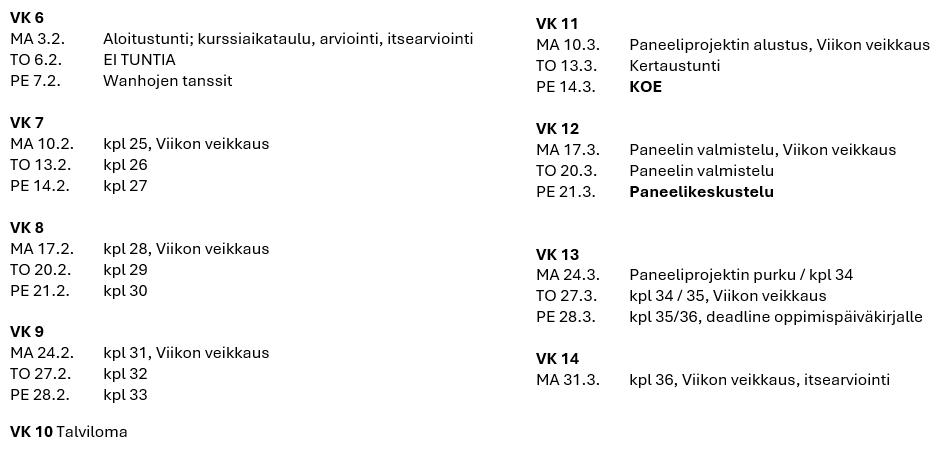 VK 6
MA 3.2. Aloitustunti; kurssiaikataulu, arviointi, itsearviointi
TO 6.2. EI TUNTIA
PE 7.2. Wanhojen tanssit
VK 7
MA 10.2. kpl 25, Viikon veikkaus
TO 13.2. kpl 26
PE 14.2. kpl 27
VK 8
MA 17.2. kpl 28, Viikon veikkaus
TO 20.2. kpl 29
PE 21.2. kpl 30
VK 9
MA 24.2. kpl 31, Viikon veikkaus
TO 27.2. kpl 32
PE 28.2. kpl 33
VK 10 Talviloma
VK 11
MA 10.3. Paneeliprojektin alustus, Viikon veikkaus
TO 13.3. Kertaustunti
PE 14.3. KOE
VK 12
MA 17.3. Paneelin valmistelu, Viikon veikkaus
TO 20.3. Paneelin valmistelu
PE 21.3. Paneelikeskustelu
VK 13
MA 24.3. Paneeliprojektin purku / kpl 34
TO 27.3. kpl 34 / 35, Viikon veikkaus
PE 28.3. kpl 35/36, deadline oppimispäiväkirjalle
VK 14
MA 31.3. kpl 36, Viikon veikkaus, itsearviointi